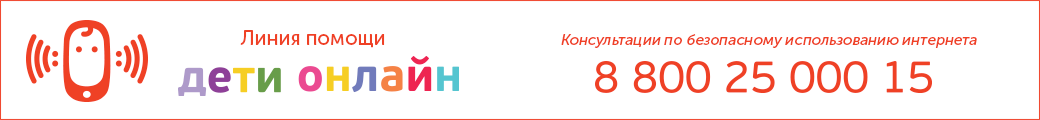 Линия помощи
дети онлайн
Консультации по безопасному использованию интернета
8 800 25 000 15